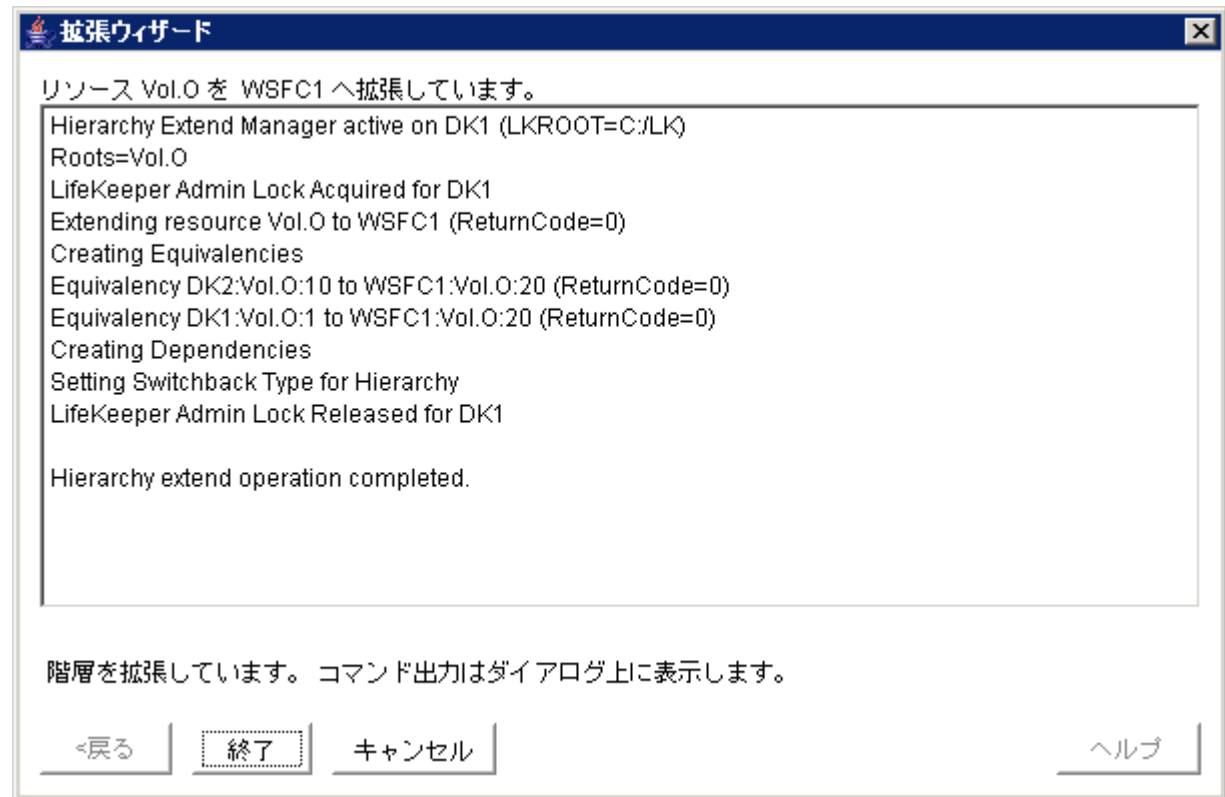 拡張ウィザード
リソース Vol.O を WSFC1 へ拡張しています。
Hierarchy Extend Manager active on DK1 (LKROOT=C:/LK)
Roots=Vol.O
LifeKeeper Admin Lock Acquired for DK1
Extending resource Vol.O to WSFC1 (ReturnCode=0)
Creating Equivalencies
Equivalency DK2:Vol.O:10 to WSFC1:Vol.O:20 (ReturnCode=0)
Equivalency DK1:Vol.O:1 to WSFC1:Vol.O:20 (ReturnCode=0)
Creating Dependencies
Setting Switchback Type for Hierarchy
LifeKeeper Admin Lock Released for DK1
Hierarchy extend operation completed.
階層を拡張しています。 コマンド出力はダイアログ上に表示します。
<戻る 終了 キャンセル ヘルプ